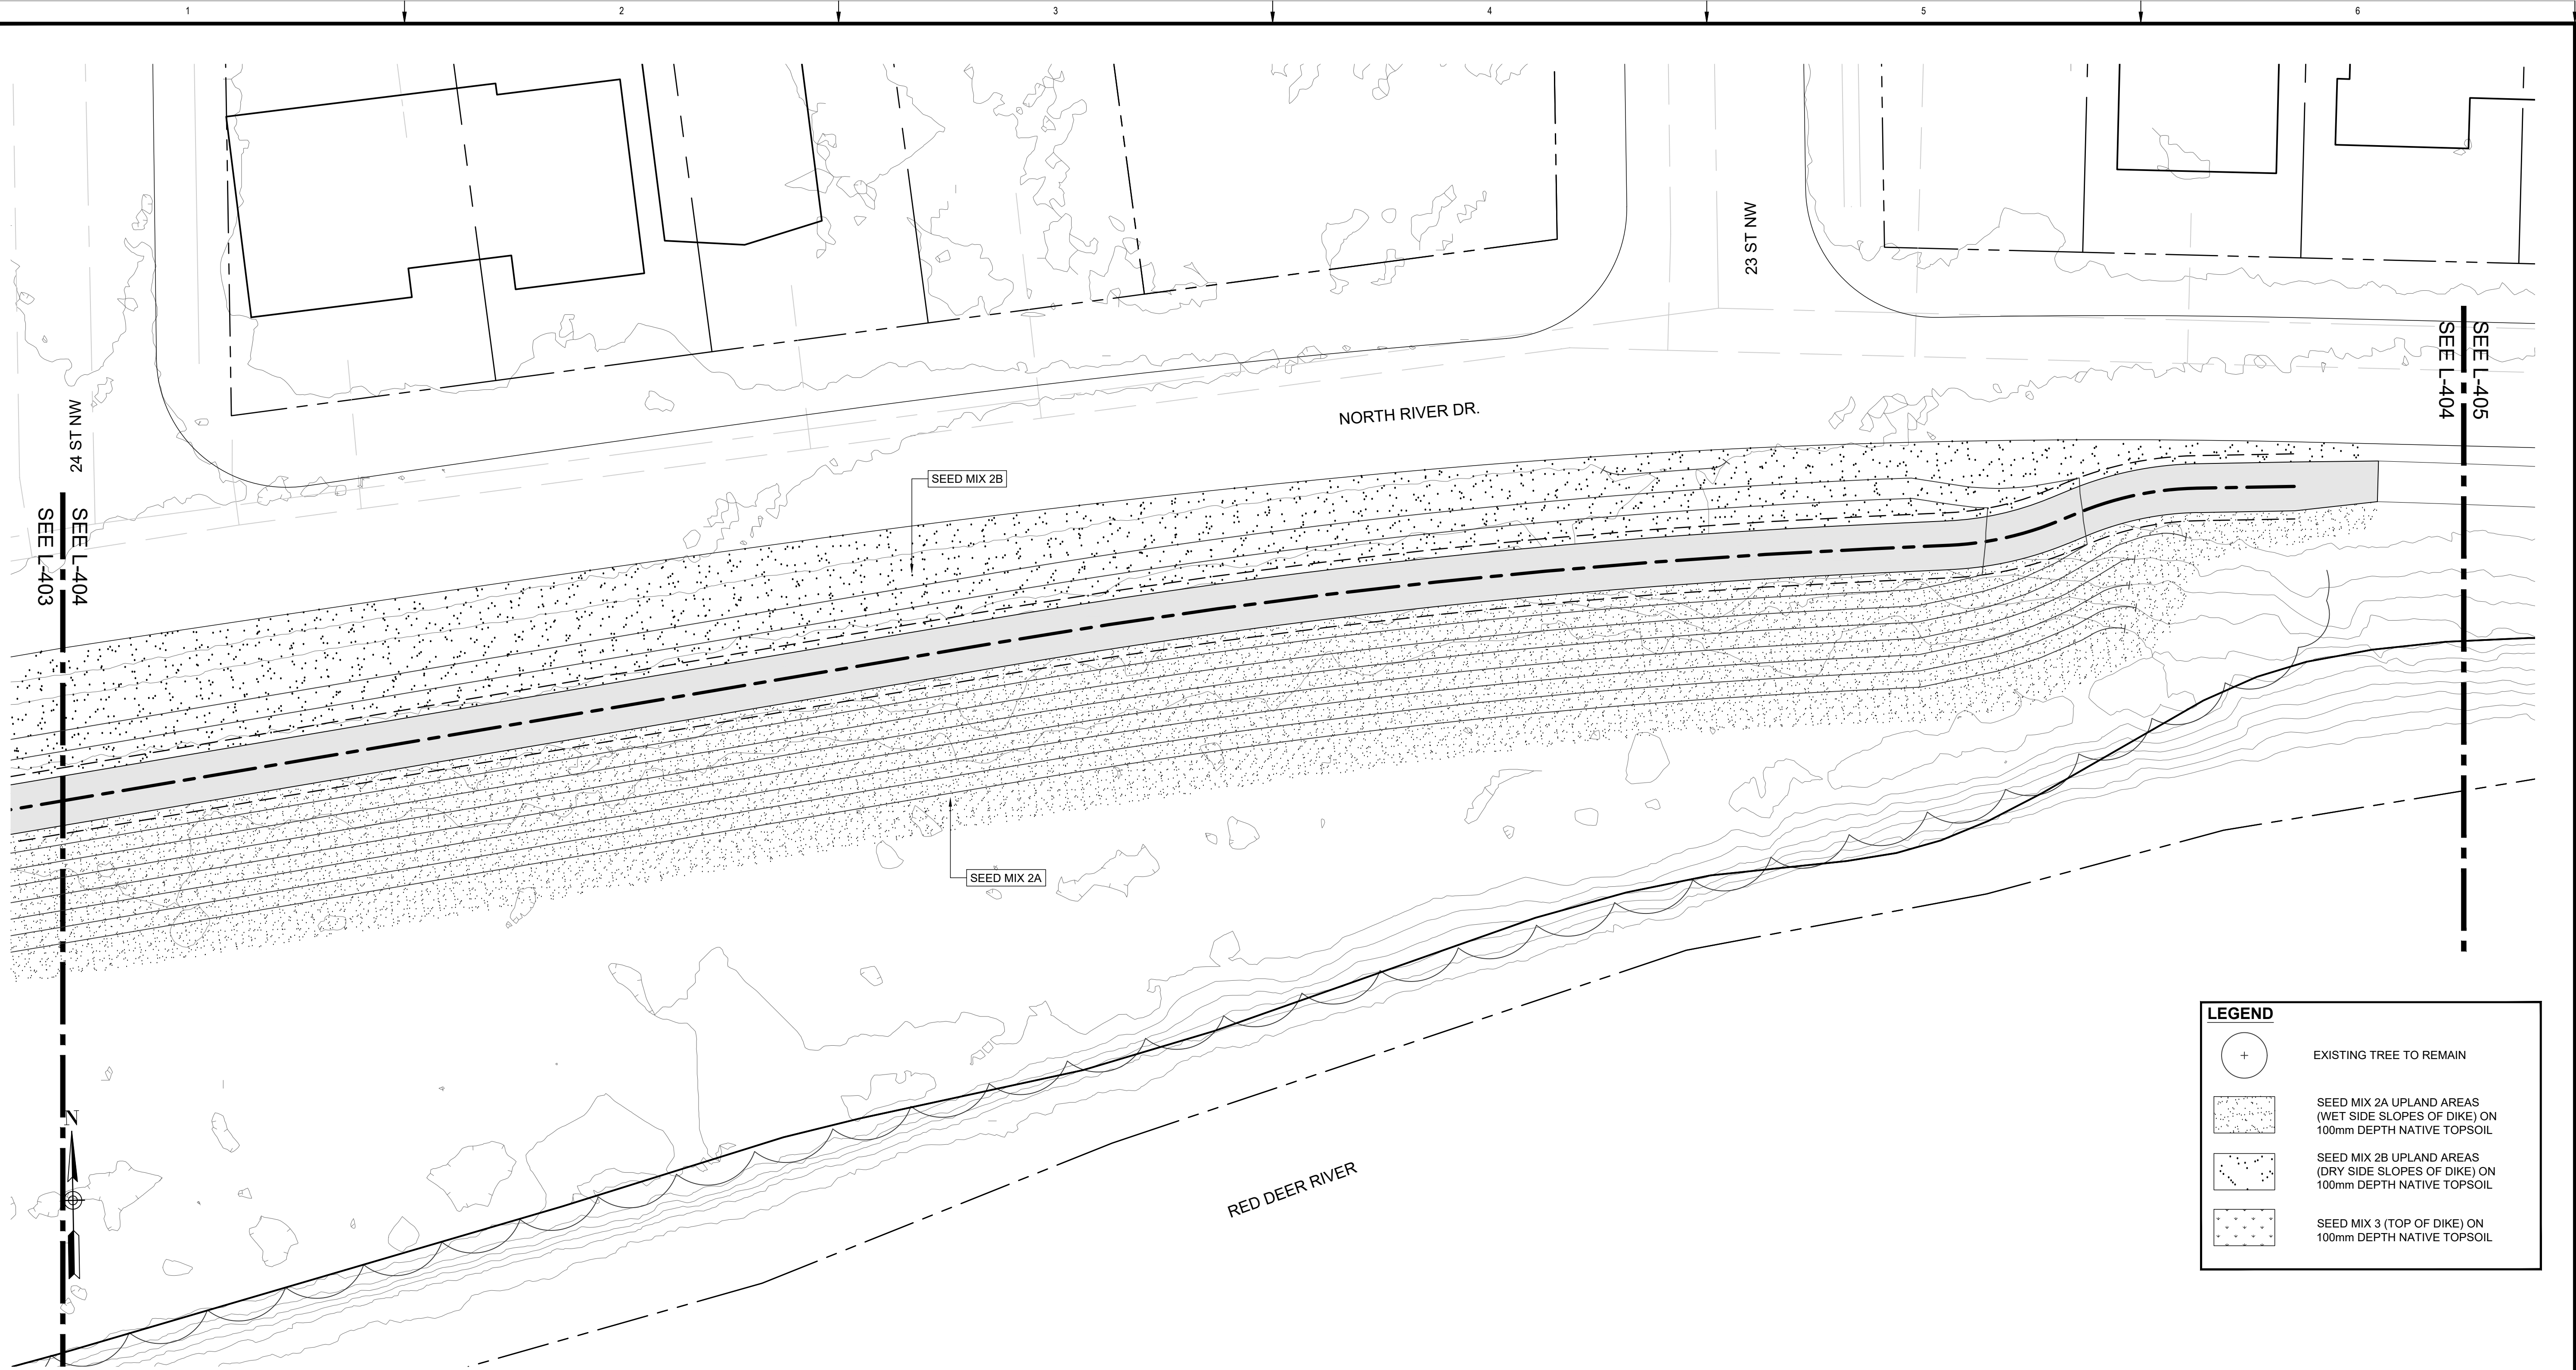 1
2
3
4
5
6
23 ST NW
24 ST NW
NORTH RIVER DR.
SEE L-405
SEE L-404
SEED MIX 2B
SEE L-404
SEE L-403
SEED MIX 2A
N
RED DEER RIVER
LEGEND
EXISTING TREE TO REMAIN
SEED MIX 2A UPLAND AREAS
(WET SIDE SLOPES OF DIKE) ON
100mm DEPTH NATIVE TOPSOIL
SEED MIX 2B UPLAND AREAS
(DRY SIDE SLOPES OF DIKE) ON
100mm DEPTH NATIVE TOPSOIL
SEED MIX 3 (TOP OF DIKE) ON
100mm DEPTH NATIVE TOPSOIL